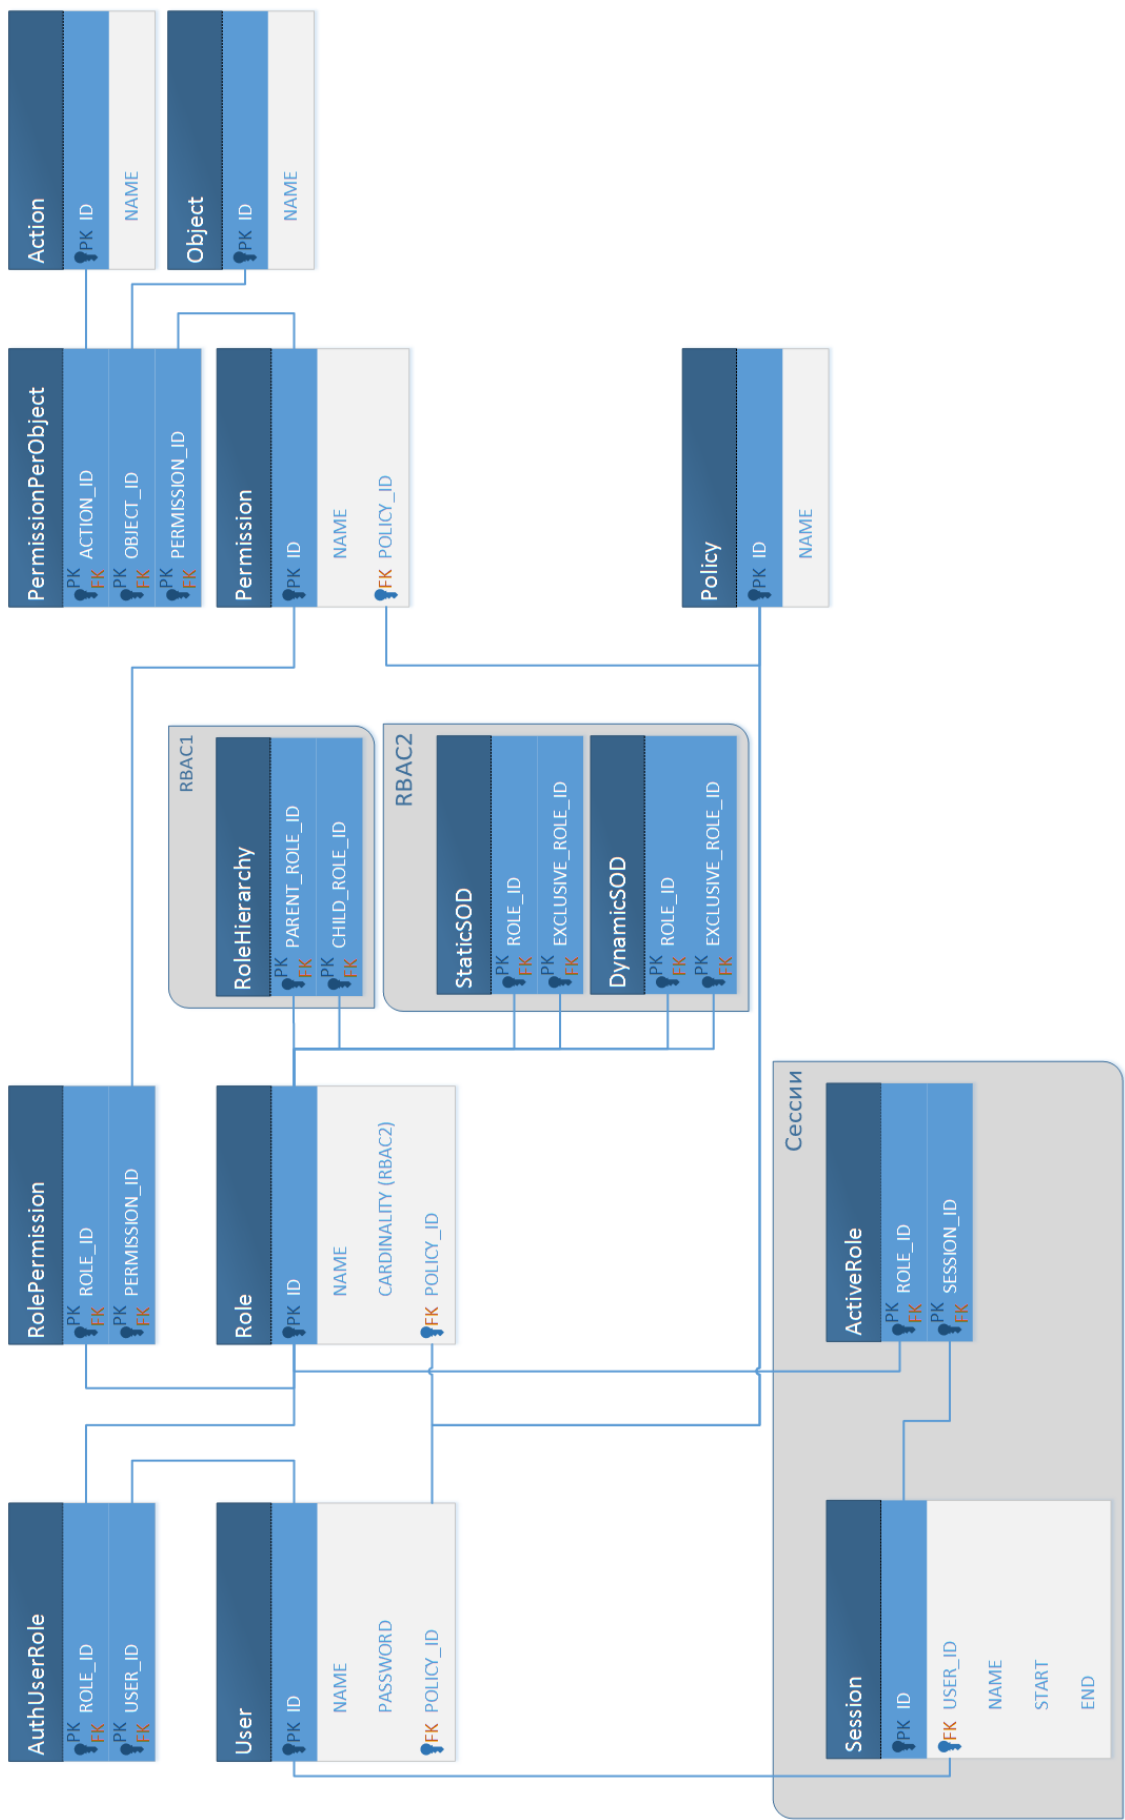 AuthUserRole
PK
FK
ROLE_ID
PK
FK
USER_ID
RolePermission
PK
FK
ROLE_ID
PK
FK
PERMISSION_ID
PermissionPerObject
PK
FK
ACTION_ID
PK
FK
OBJECT_ID
PK
FK
PERMISSION_ID
Action
PK ID
NAME
Object
PK ID
NAME
User
PK ID
NAME
PASSWORD
FK POLICY_ID
Role
PK ID
NAME
CARDINALITY (RBAC2)
FK POLICY_ID
RBAC1
RoleHierarchy
PK
FK
PARENT_ROLE_ID
PK
FK
CHILD_ROLE_ID
Permission
PK ID
NAME
FK POLICY_ID
RBAC2
StaticSOD
PK
FK
ROLE_ID
PK
FK
EXCLUSIVE_ROLE_ID
DynamicSOD
PK
FK
ROLE_ID
PK
FK
EXCLUSIVE_ROLE_ID
Policy
PK ID
NAME
Сессии
Session
PK ID
FK USER_ID
NAME
START
END
ActiveRole
PK
FK
ROLE_ID
PK
FK
SESSION_ID